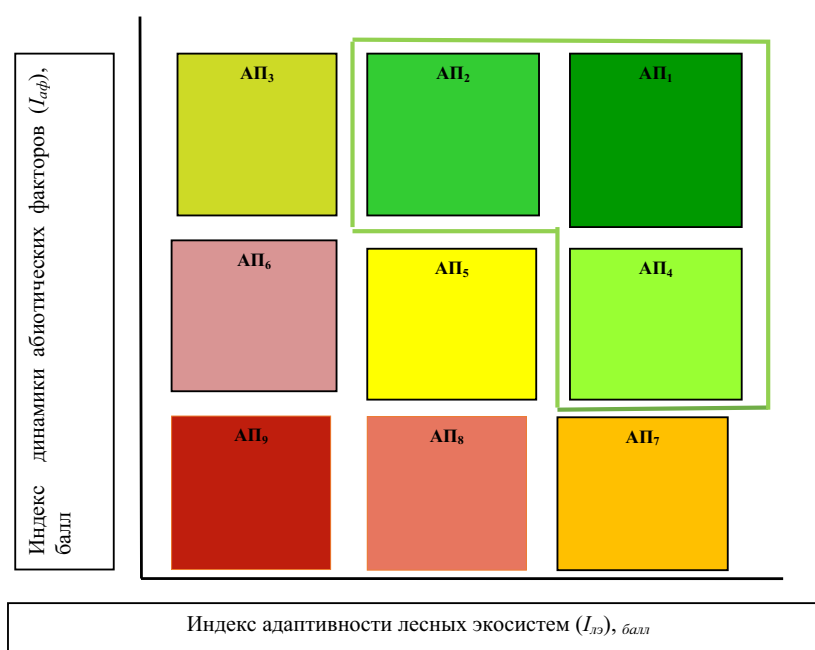 Индекс динамики абиотических факторов (Iаф),
балл
АП₃
АП₂
АП₁
АП₆
АП₅
АП₄
АП₉
АП₈
АП₇
Индекс адаптивности лесных экосистем (Iлэ), балл